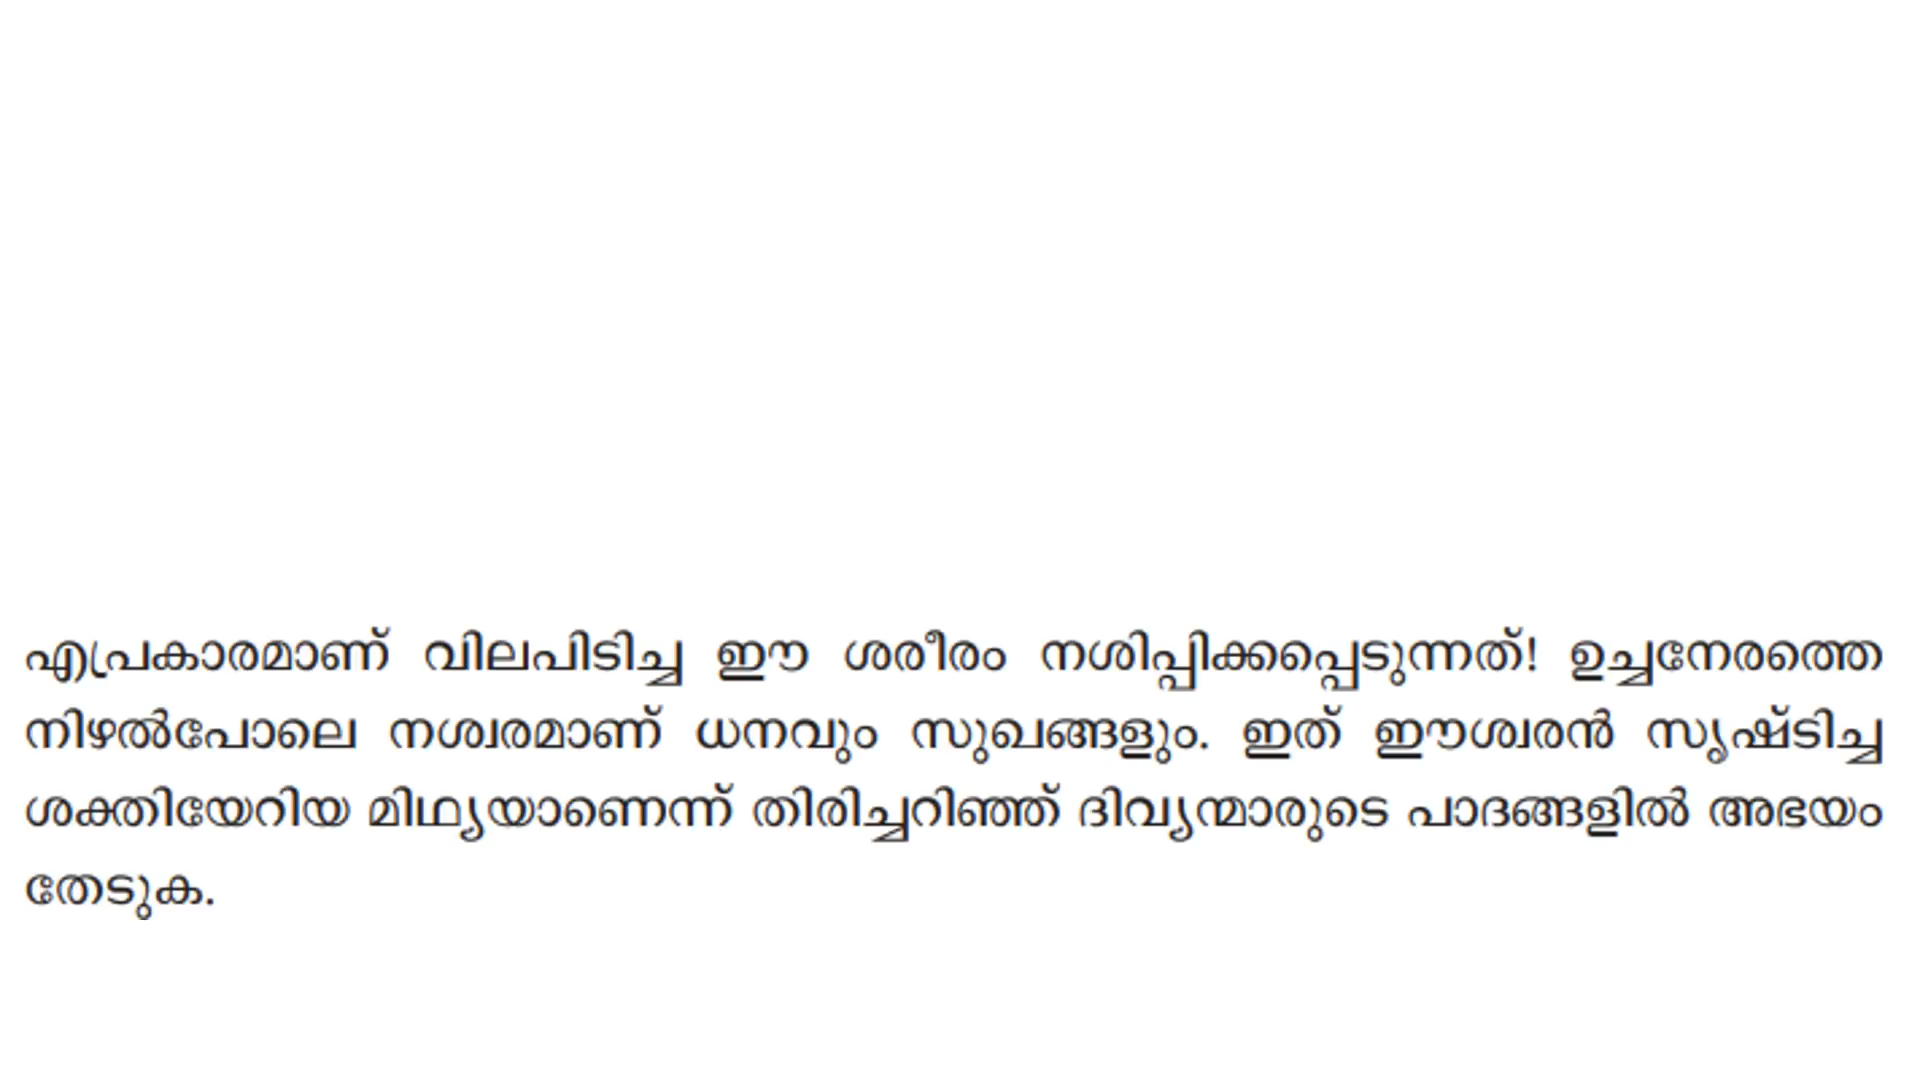 എപ്രകാരമാണ് വിലപിടിച്ച ഈ ശരീരം നശിപ്പിക്കപ്പെടുന്നത്! ഉച്ചനേരത്തെ
നിഴൽപോലെ നശ്വരമാണ് ധനവും സുഖങ്ങളും. ഇത് ഈശ്വരൻ സൃഷ്ടിച്ച
ശക്തിയേറിയ മിഥ്യയാണെന്ന് തിരിച്ചറിഞ്ഞ് ദിവ്യന്മാരുടെ പാദങ്ങളിൽ അഭയം
തേടുക.